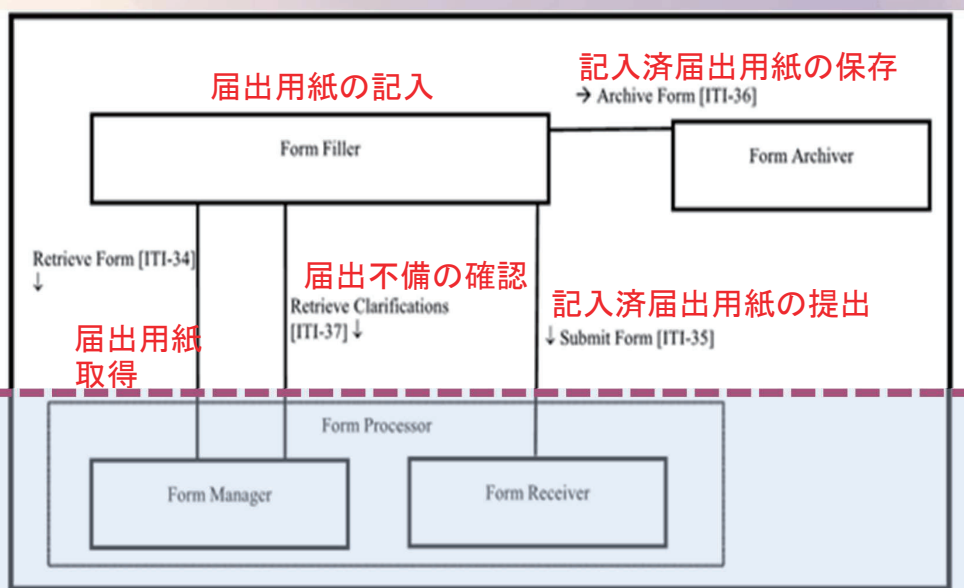 記入済届出用紙の保存
→ Archive Form [ITI-36]
届出用紙の記入
Form Filler
Form Archiver
Retrieve Form [ITI-34]
↓
届出不備の確認
Retrieve Clarifications
[ITI-37] ↓
記入済届出用紙の提出
↓ Submit Form [ITI-35]
届出用紙
取得
Form Processor
Form Manager
Form Receiver